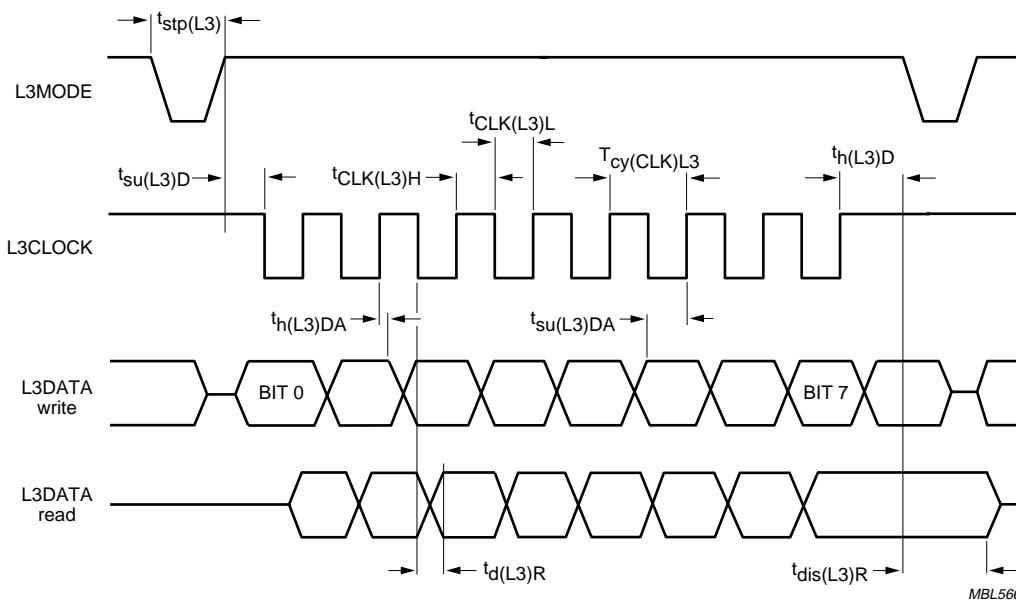 tstp(L3)
L3MODE
tCLK(L3)L
tsu(L3)D
tCLK(L3)H
Tcy(CLK)L3
th(L3)D
L3CLOCK
th(L3)DA
tsu(L3)DA
L3DATA
write
BIT 0
BIT 7
L3DATA
read
td(L3)R
tdis(L3)R
MBL566